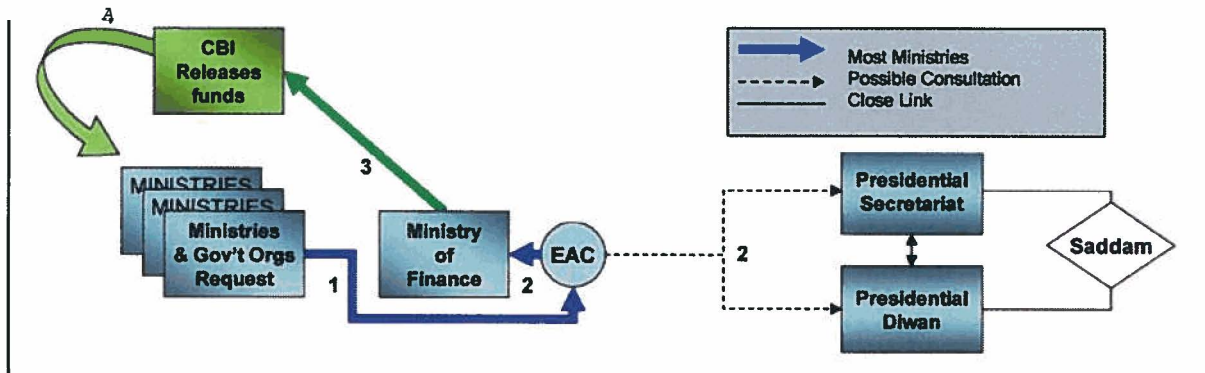 A
CBI
Releases
funds
Most Ministries
Possible Consultation
Close Link
3
MINISTRIES
MINISTRIES
Ministries
& Gov't Orgs
Request
1
Ministry
of
Finance
2
EAC
2
Presidential
Secretariat
Presidential
Diwan
Saddam